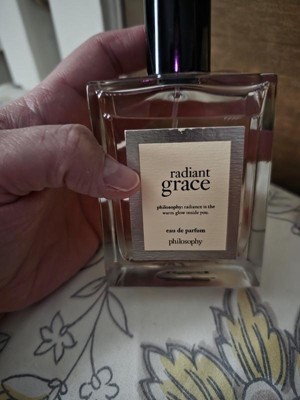 radiant
grace
philosophy: radiance is the
warm glow inside you.
eau de parfum
philosophy